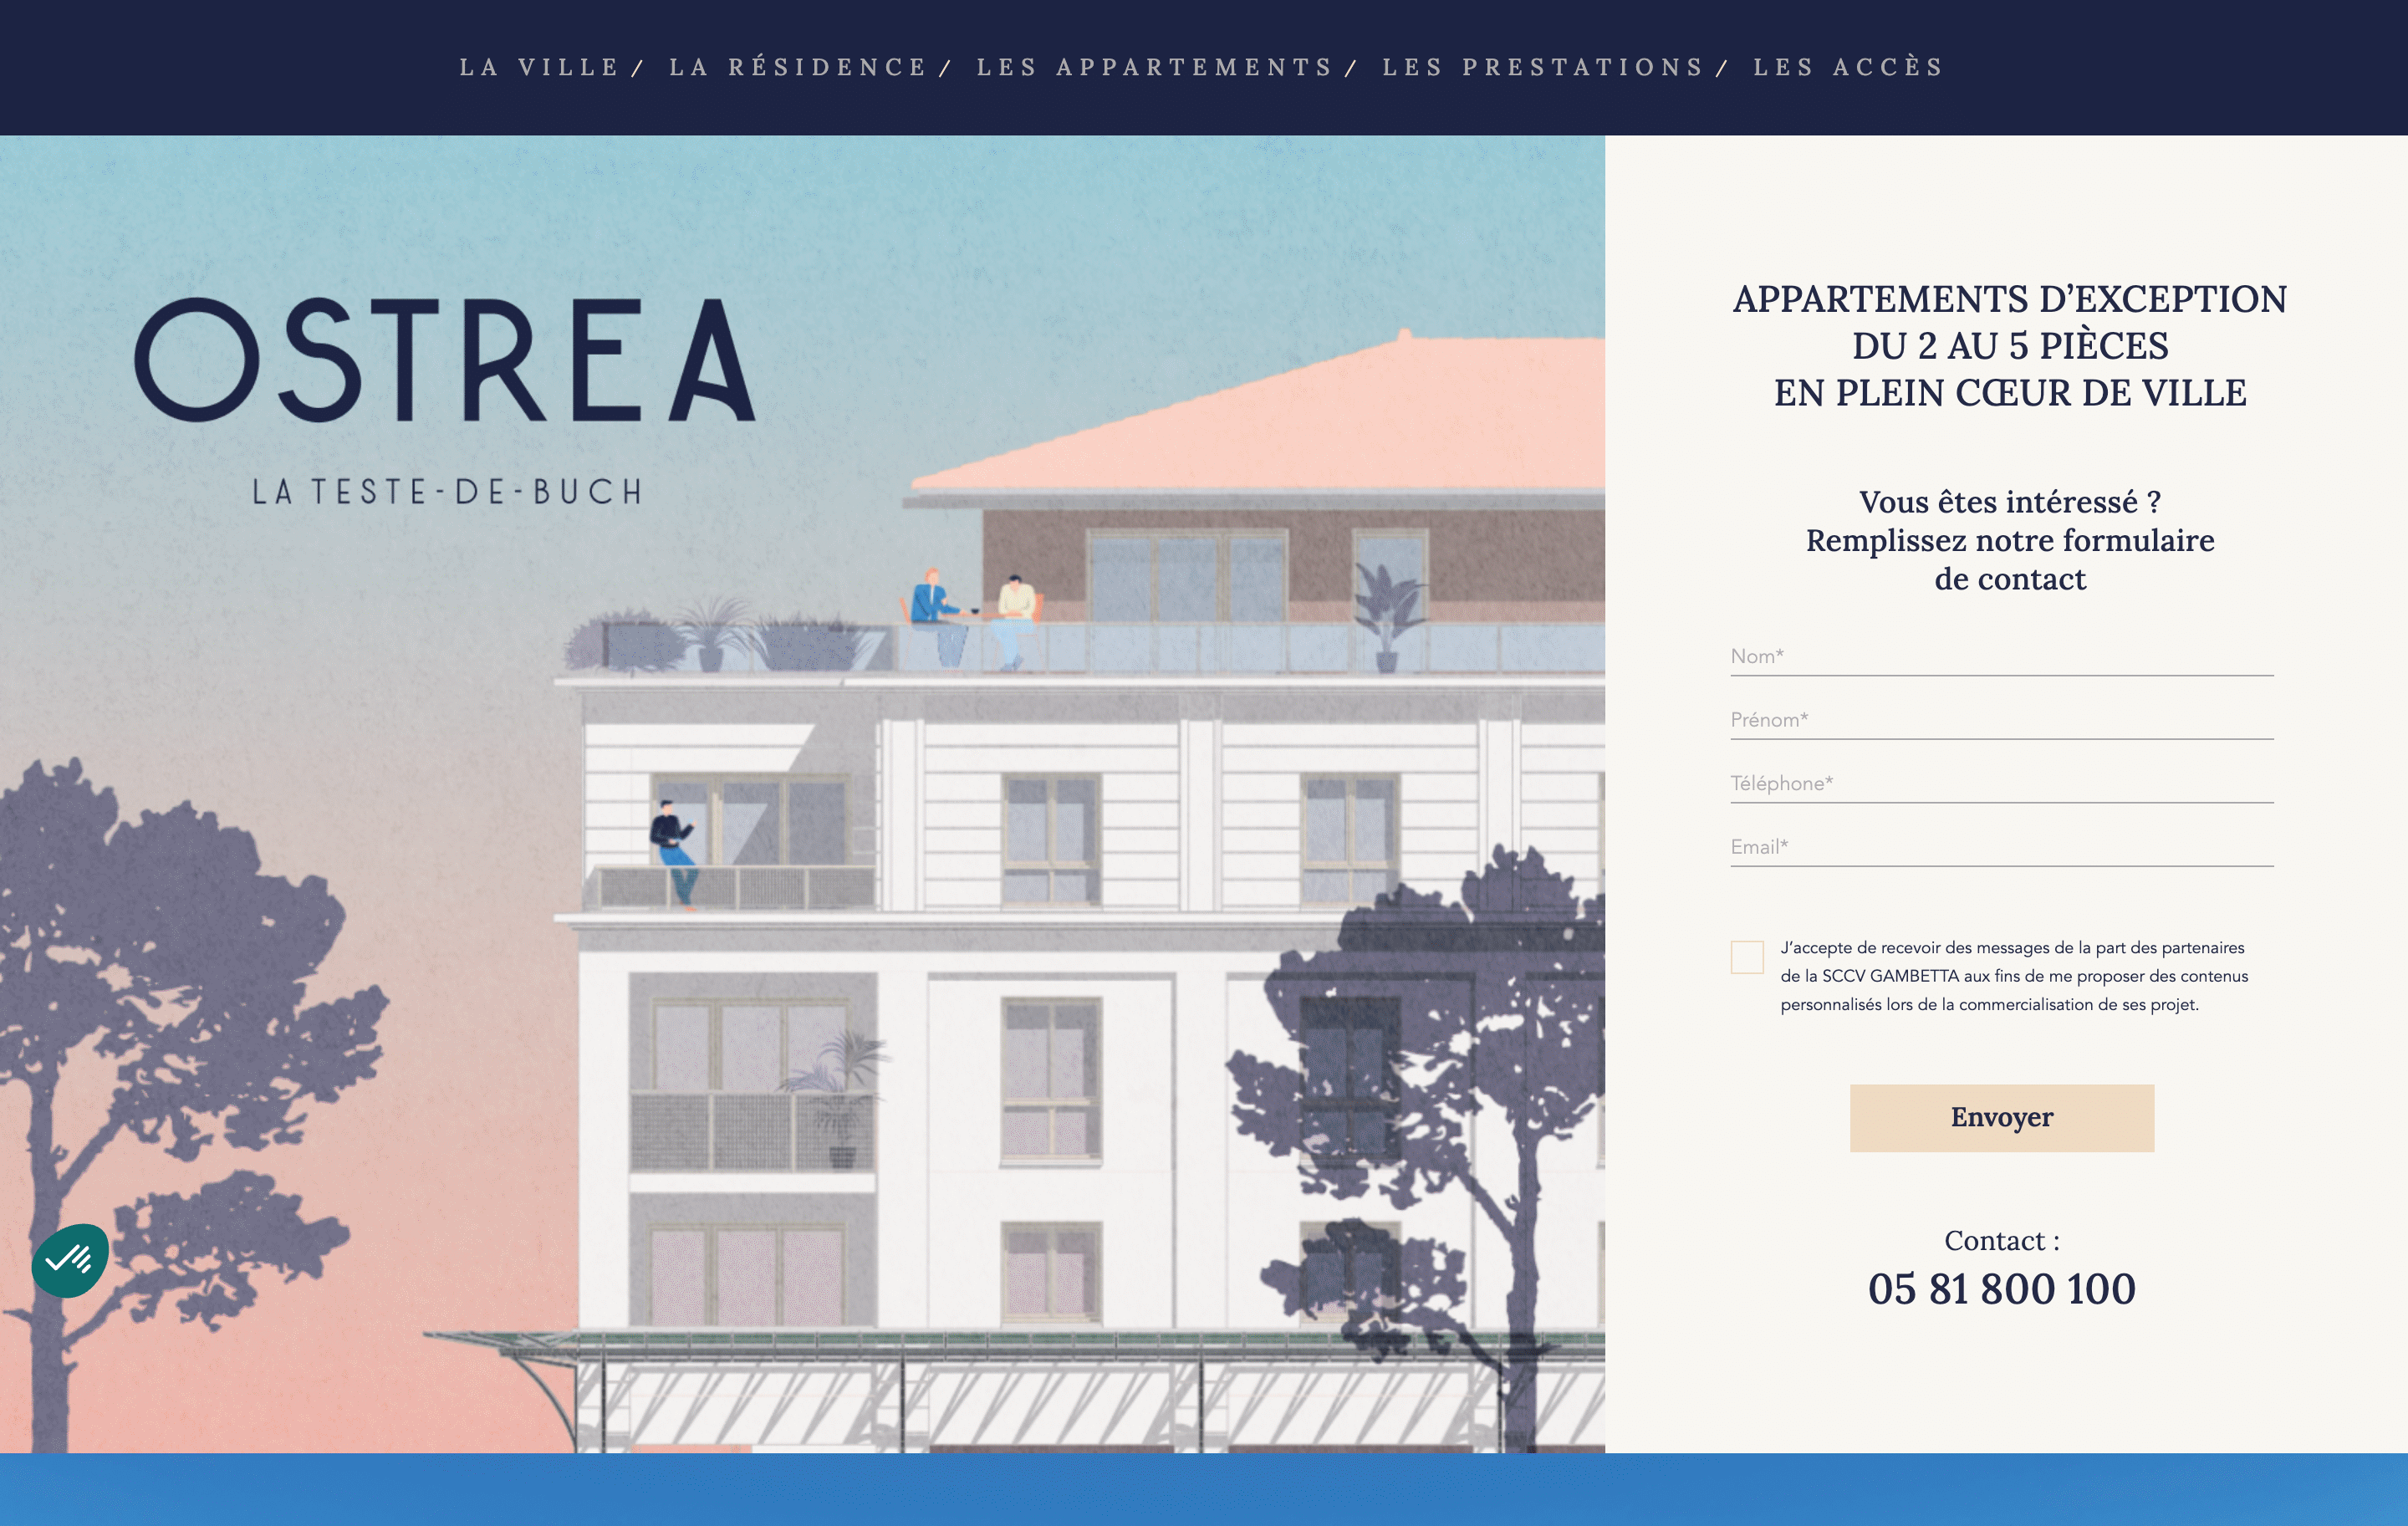 LA VILLE / LA RÉSIDENCE / LES APPARTEMENTS / LES PRESTATIONS / LES ACCÈS
OSTREA
LA TESTE-DE-BUCH
APPARTEMENTS D’EXCEPTION
DU 2 AU 5 PIÈCES
EN PLEIN CŒUR DE VILLE
Vous êtes intéressé ?
Remplissez notre formulaire
de contact
Nom*
Prénom*
Téléphone*
Email*
J’accepte de recevoir des messages de la part des partenaires
de la SCCV GAMBETTA aux fins de me proposer des contenus
personnalisés lors de la commercialisation de ses projet.
Envoyer
Contact :
05 81 800 100